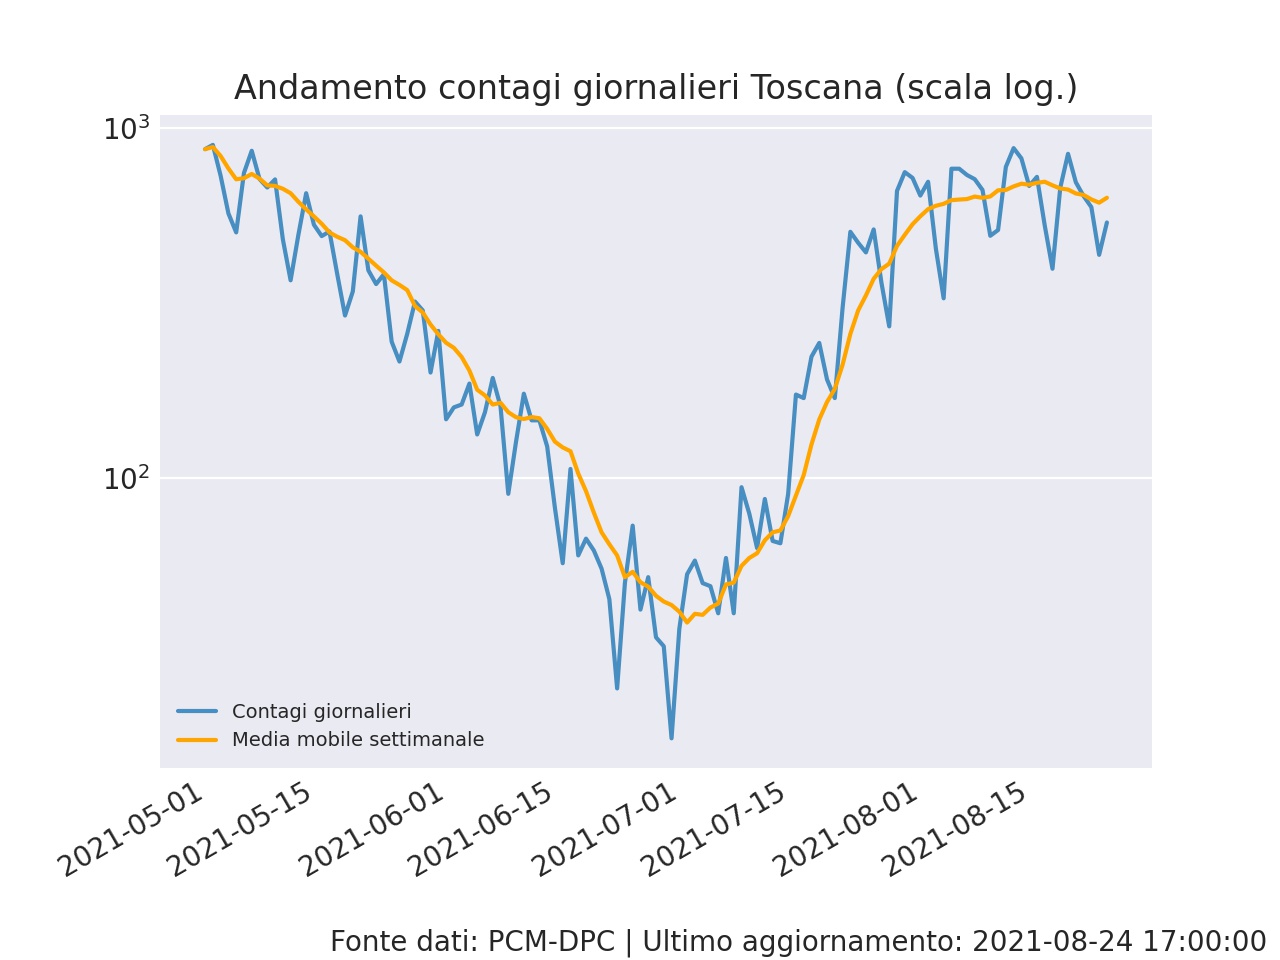 Andamento contagi giornalieri Toscana (scala log.)
10³
10²
Contagi giornalieri
Media mobile settimanale
2021-05-01
2021-05-15
2021-06-01
2021-06-15
2021-07-01
2021-07-15
2021-08-01
2021-08-15
Fonte dati: PCM-DPC | Ultimo aggiornamento: 2021-08-24 17:00:00